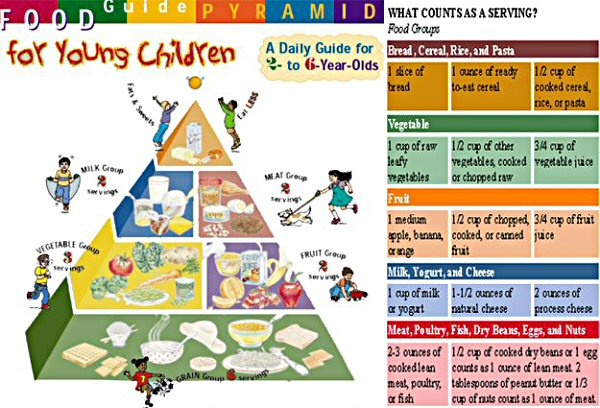 FOOD Guide PYRAMID
for Young Children
A Daily Guide for
2- to 6-Year-Olds
Fats & Sweets
Eat LESS
MILK Group
2
servings
MEAT Group
2
servings
VEGETABLE Group
3
servings
FRUIT Group
2
servings
GRAIN Group 6 servings
WHAT COUNTS AS A SERVING?
Food Groups
Bread, Cereal, Rice, and Pasta
1 slice of
bread
1 ounce of ready
to-eat cereal
1/2 cup of
cooked cereal,
rice, or pasta
Vegetable
1 cup of raw
leafy
vegetables
1/2 cup of other
vegetables, cooked
or chopped raw
3/4 cup of
vegetable juice
Fruit
1 medium
apple, banana,
orange
1/2 cup of chopped,
cooked, or canned
fruit
3/4 cup of fruit
juice
Milk, Yogurt, and Cheese
1 cup of milk
or yogurt
1-1/2 ounces of
natural cheese
2 ounces of
process cheese
Meat, Poultry, Fish, Dry Beans, Eggs, and Nuts
2-3 ounces of
cooked lean
meat, poultry,
or fish
1/2 cup of cooked dry beans or 1 egg
counts as 1 ounce of lean meat. 2
tablespoons of peanut butter or 1/3
cup of nuts count as 1 ounce of meat.